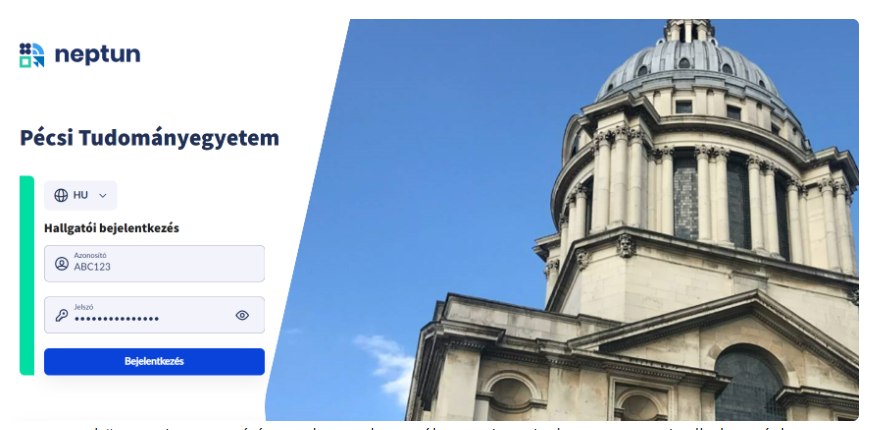 neptun
Pécsi Tudományegyetem
HU
Hallgatói bejelentkezés
Azonosító
ABC123
Jelszó
Bejelentkezés